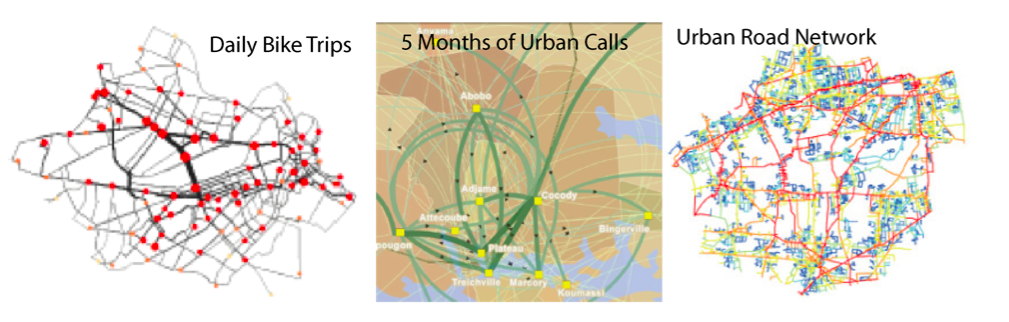 Daily Bike Trips
5 Months of Urban Calls
Urban Road Network
Anyama
Abobo
Adjame
Cocody
Attecoube
Bingerville
pougon
Plateau
Treichville
Marcory
Koumassi